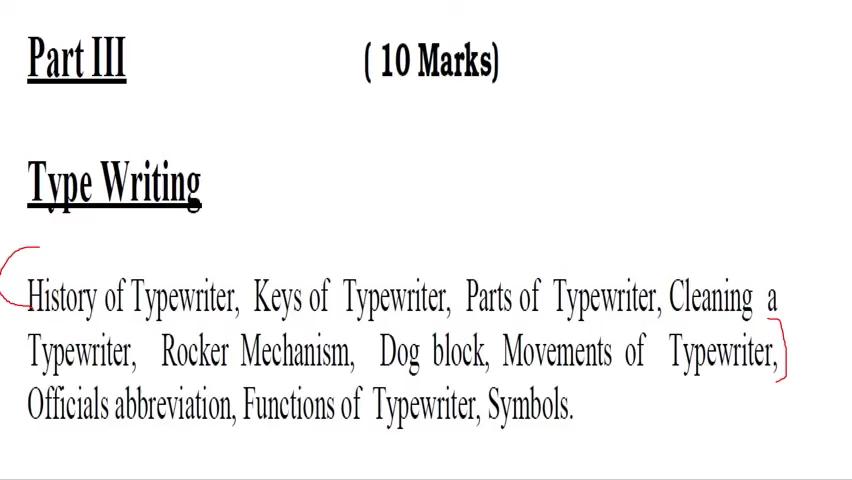 Part III ( 10 Marks)
Type Writing
History of Typewriter, Keys of Typewriter, Parts of Typewriter, Cleaning a
Typewriter, Rocker Mechanism, Dog block, Movements of Typewriter,
Officials abbreviation, Functions of Typewriter, Symbols.